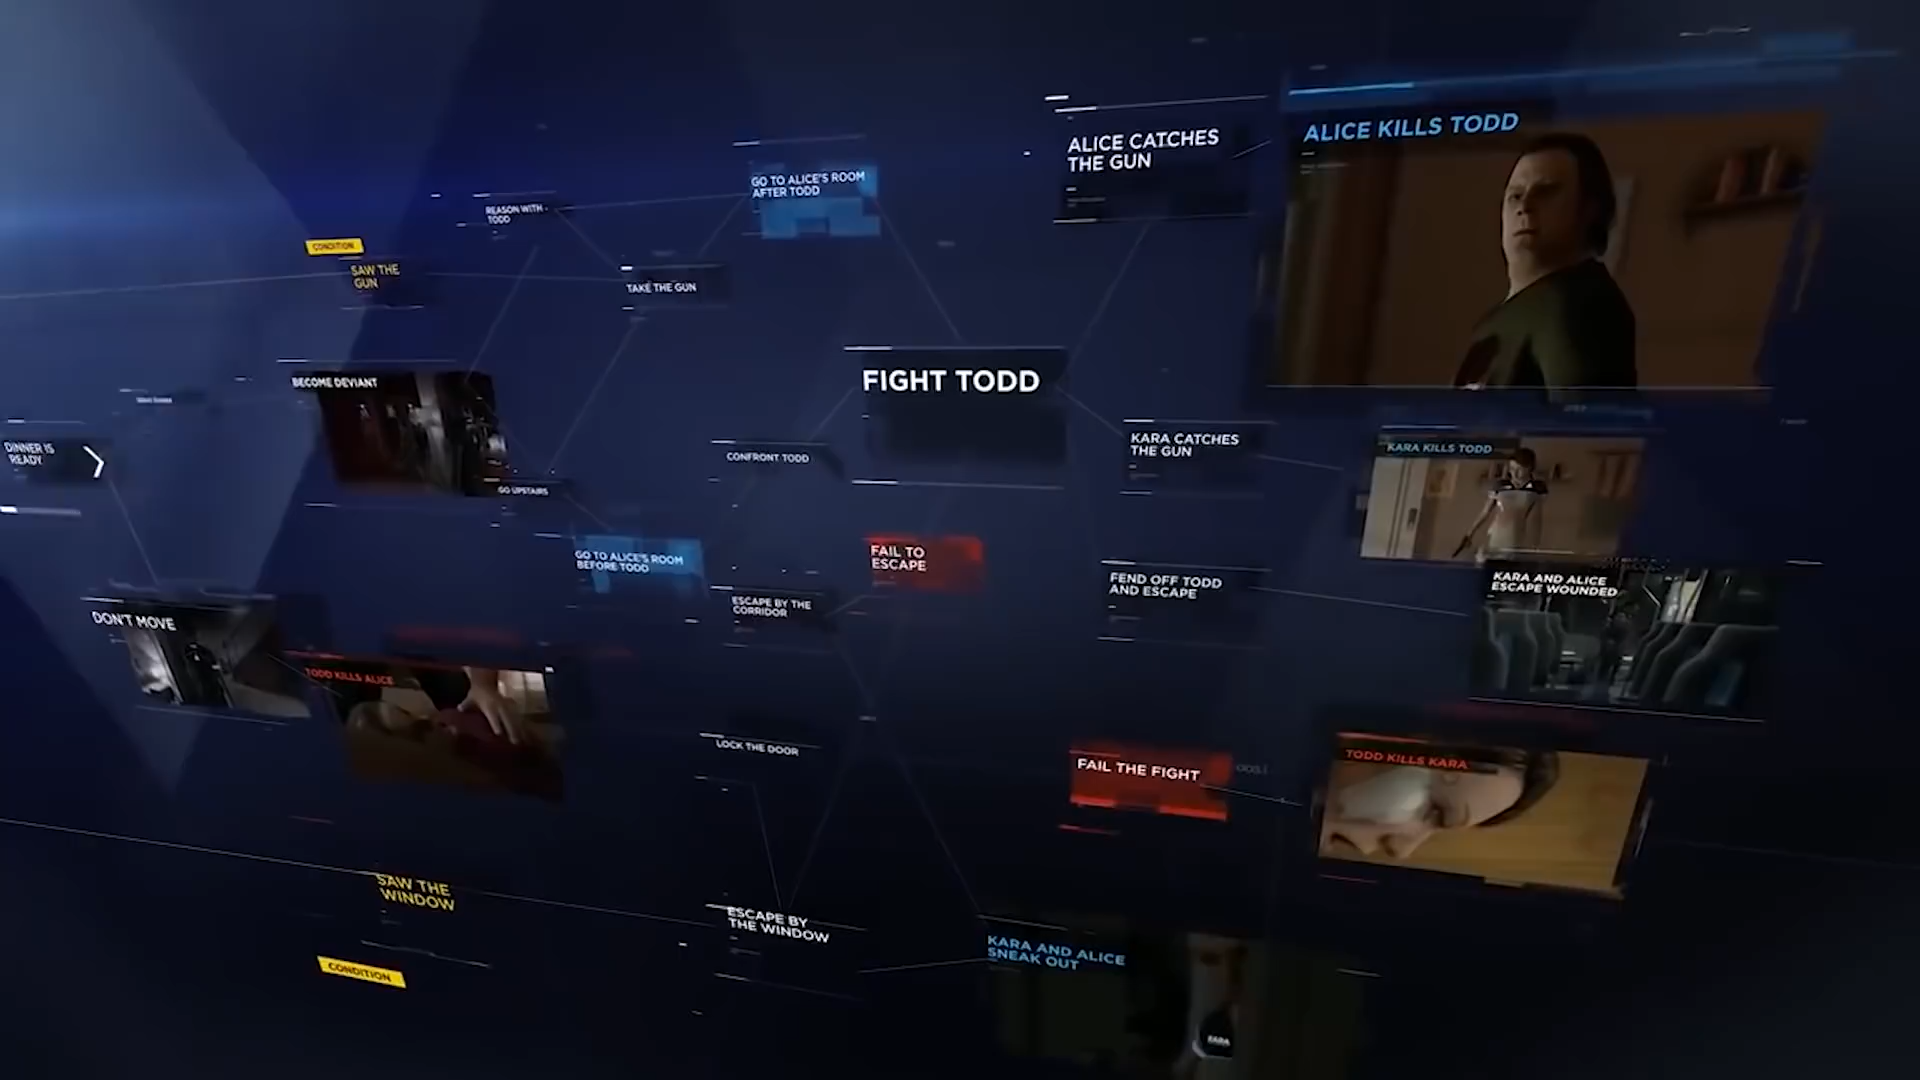 ALICE CATCHES
THE GUN
ALICE KILLS TODD
GO TO ALICE'S ROOM
AFTER TODD
REASON WITH
TODD
CONDITION
SAW THE
GUN
TAKE THE GUN
BECOME DEVIANT
FIGHT TODD
DINNER IS
READY
CONFRONT TODD
KARA CATCHES
THE GUN
KARA KILLS TODD
GO UPSTAIRS
GO TO ALICE'S ROOM
BEFORE TODD
FAIL TO
ESCAPE
ESCAPE BY THE
CORRIDOR
FEND OFF TODD
AND ESCAPE
KARA AND ALICE
ESCAPE WOUNDED
DON'T MOVE
TODD KILLS ALICE
LOCK THE DOOR
FAIL THE FIGHT
TODD KILLS KARA
SAW THE
WINDOW
CONDITION
ESCAPE BY
THE WINDOW
KARA AND ALICE
SNEAK OUT
KARA